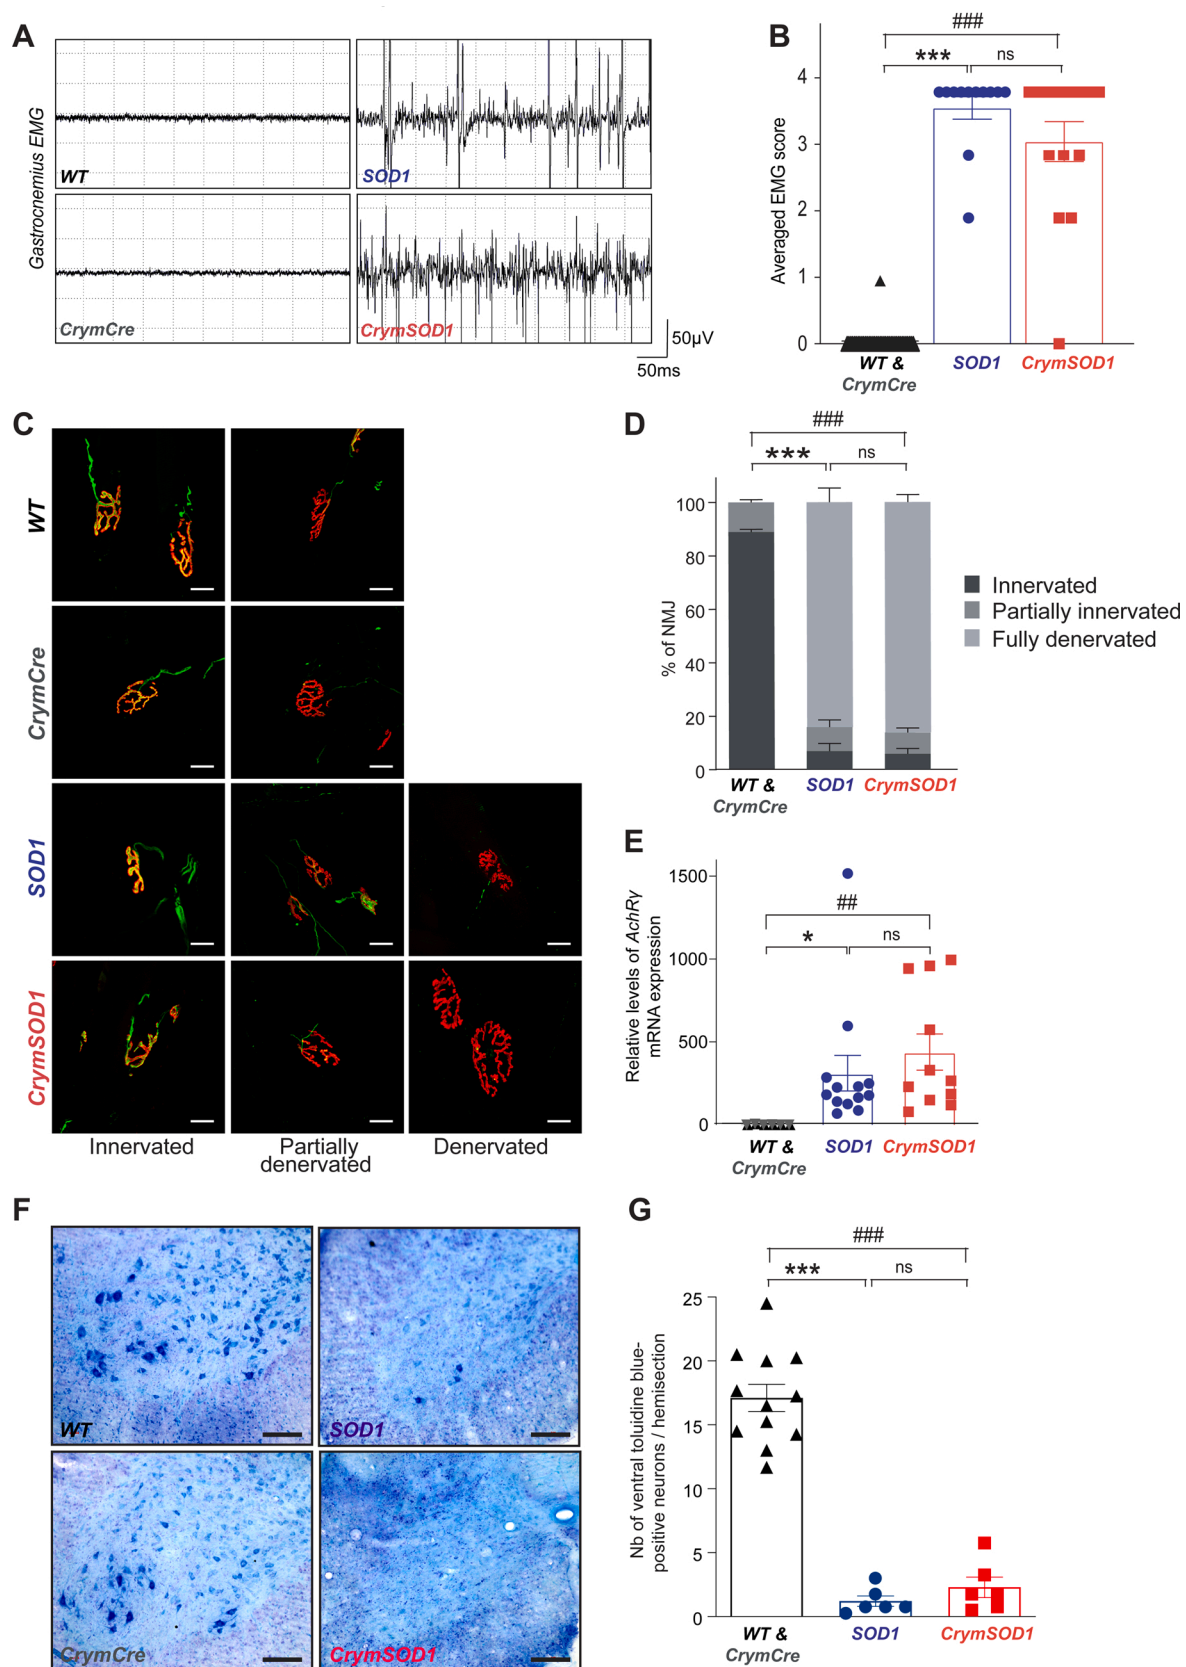 A
Gastrocnemius EMG
WT
SOD1
CrymCre
CrymSOD1
50µV
50ms
B
###
***
ns
Averaged EMG score
4
3
2
1
0
WT &
CrymCre
SOD1
CrymSOD1
C
WT
CrymCre
SOD1
CrymSOD1
Innervated
Partially
denervated
Denervated
D
###
***
ns
% of NMJ
100
80
60
40
20
0
WT &
CrymCre
SOD1
CrymSOD1
Innervated
Partially innervated
Fully denervated
E
##
*
ns
Relative levels of AchRγ
mRNA expression
1500
1000
500
0
WT &
CrymCre
SOD1
CrymSOD1
F
WT
SOD1
CrymCre
CrymSOD1
G
###
***
ns
Nb of ventral toluidine blue-
positive neurons / hemisection
25
20
15
10
5
0
WT &
CrymCre
SOD1
CrymSOD1